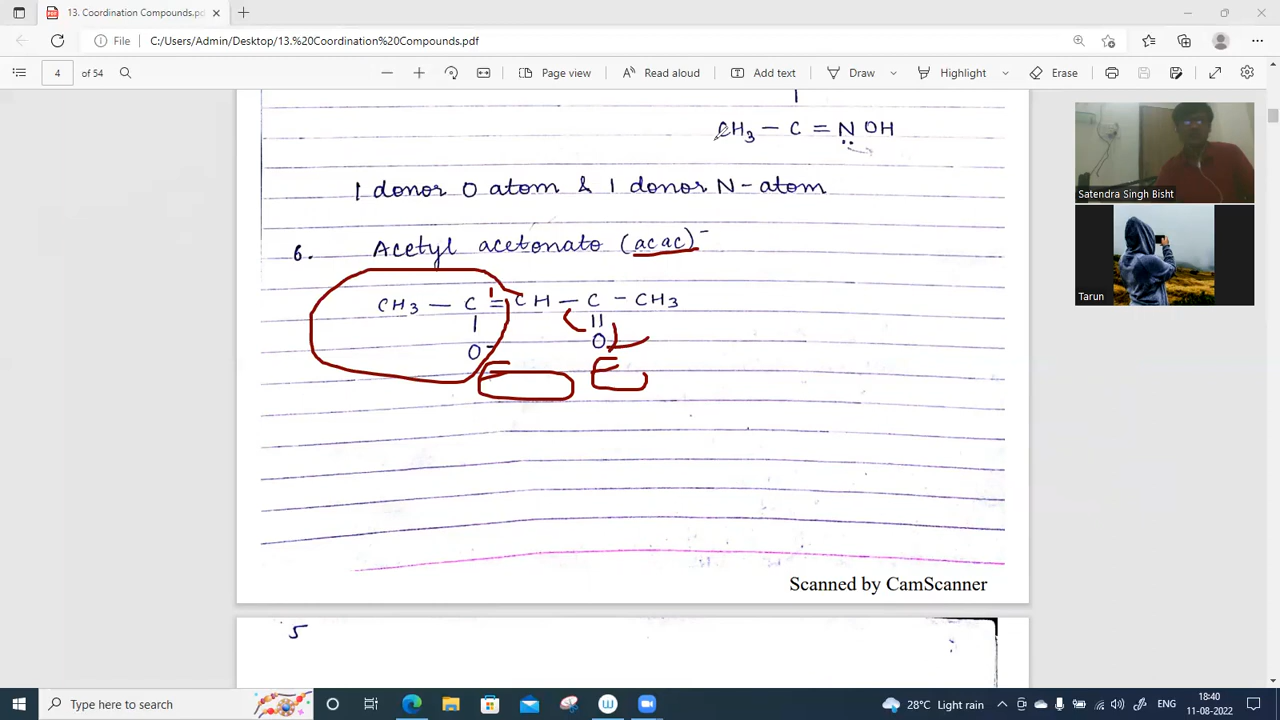 13. Coordination Compounds.pd
File C:/Users/Admin/Desktop/13.%20Coordination%20Compounds.pdf
4 of 54 Page view Read aloud Add text Draw Highlight Erase
CH3 — C = N OH
1 donor O atom & 1 donor N-atom
6. Acetyl acetonato (acac)⁻
CH3 — C = CH — C — CH3
O⁻ O
Scanned by CamScanner
5
Satendra Singh Bisht
Tarun
Type here to search
28°C Light rain
ENG
18:40
11-08-2022